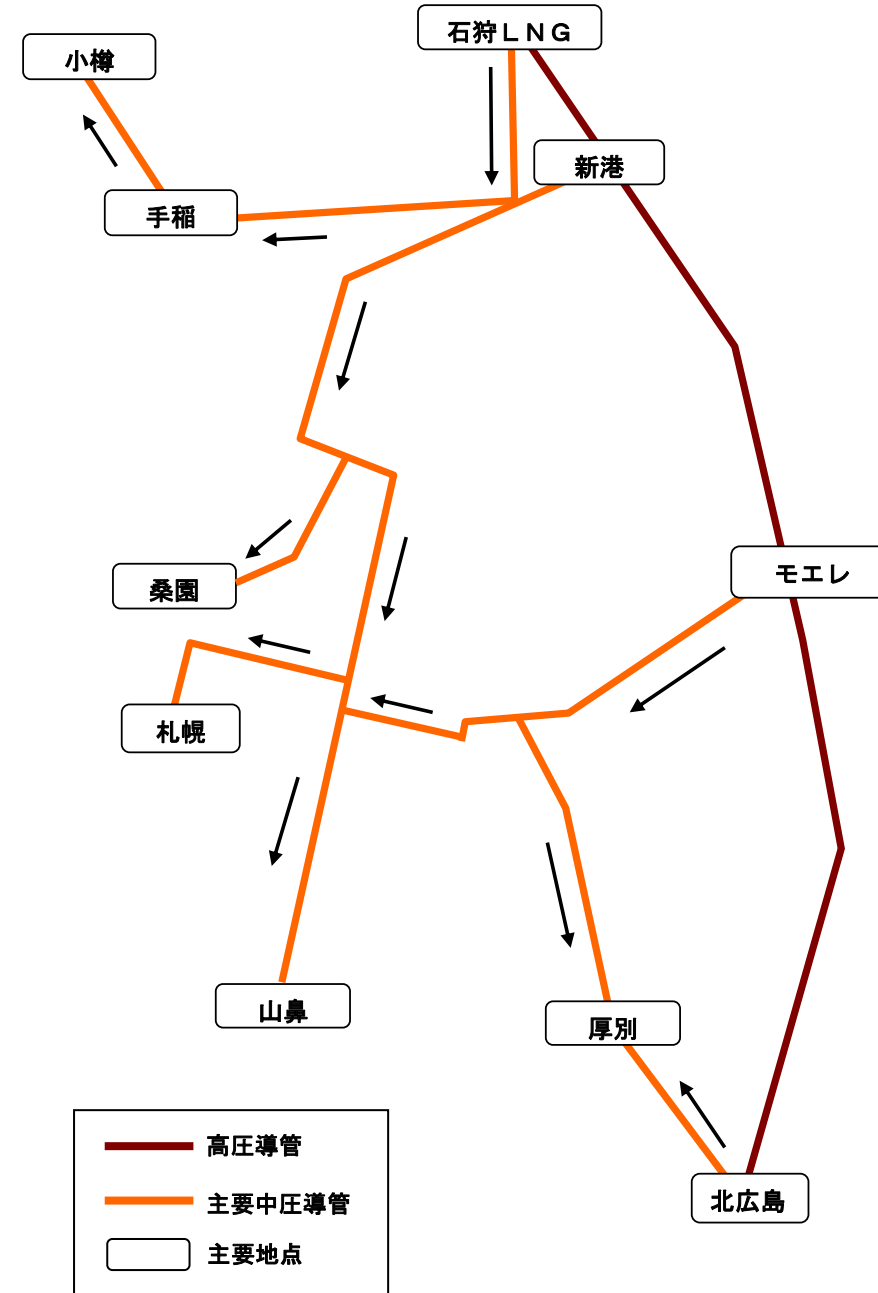 石狩ＬＮＧ
小樽
新港
手稲
モエレ
桑園
札幌
山鼻
厚別
北広島
高圧導管
主要中圧導管
主要地点